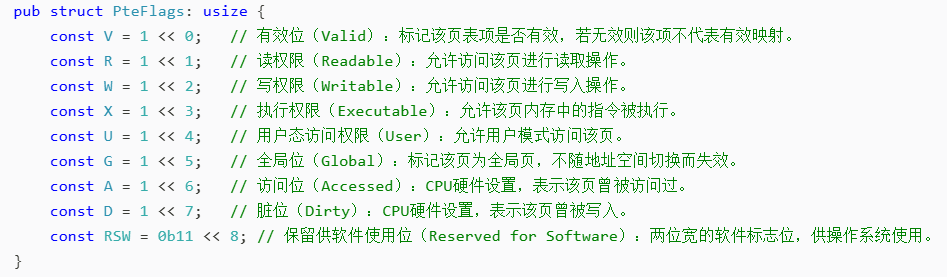 pub struct PteFlags: usize {
    const V = 1 << 0;   // 有效位（Valid）：标记该页表项是否有效，若无效则该项不代表有效映射。
    const R = 1 << 1;   // 读权限（Readable）：允许访问该页进行读取操作。
    const W = 1 << 2;   // 写权限（Writable）：允许访问该页进行写入操作。
    const X = 1 << 3;   // 执行权限（Executable）：允许该页内存中的指令被执行。
    const U = 1 << 4;   // 用户态访问权限（User）：允许用户模式访问该页。
    const G = 1 << 5;   // 全局位（Global）：标记该页为全局页，不随地址空间切换而失效。
    const A = 1 << 6;   // 访问位（Accessed）：CPU硬件设置，表示该页曾被访问过。
    const D = 1 << 7;   // 脏位（Dirty）：CPU硬件设置，表示该页曾被写入。
    const RSW = 0b11 << 8; // 保留供软件使用位（Reserved for Software）：两位宽的软件标志位，供操作系统使用。
}